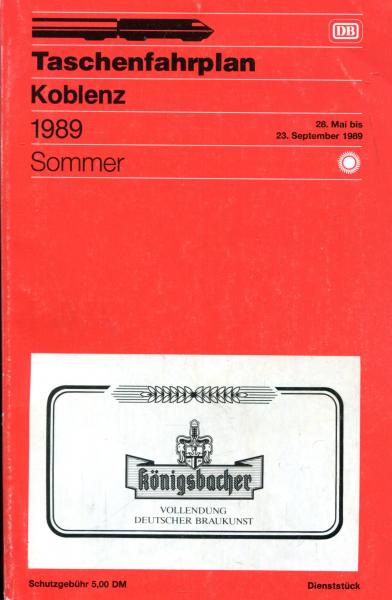 DB
Taschenfahrplan
Koblenz
1989
28. Mai bis
23. September 1989
Sommer
Königsbacher
VOLLENDUNG
DEUTSCHER BRAUKUNST
Schutzgebühr 5,00 DM
Dienststück